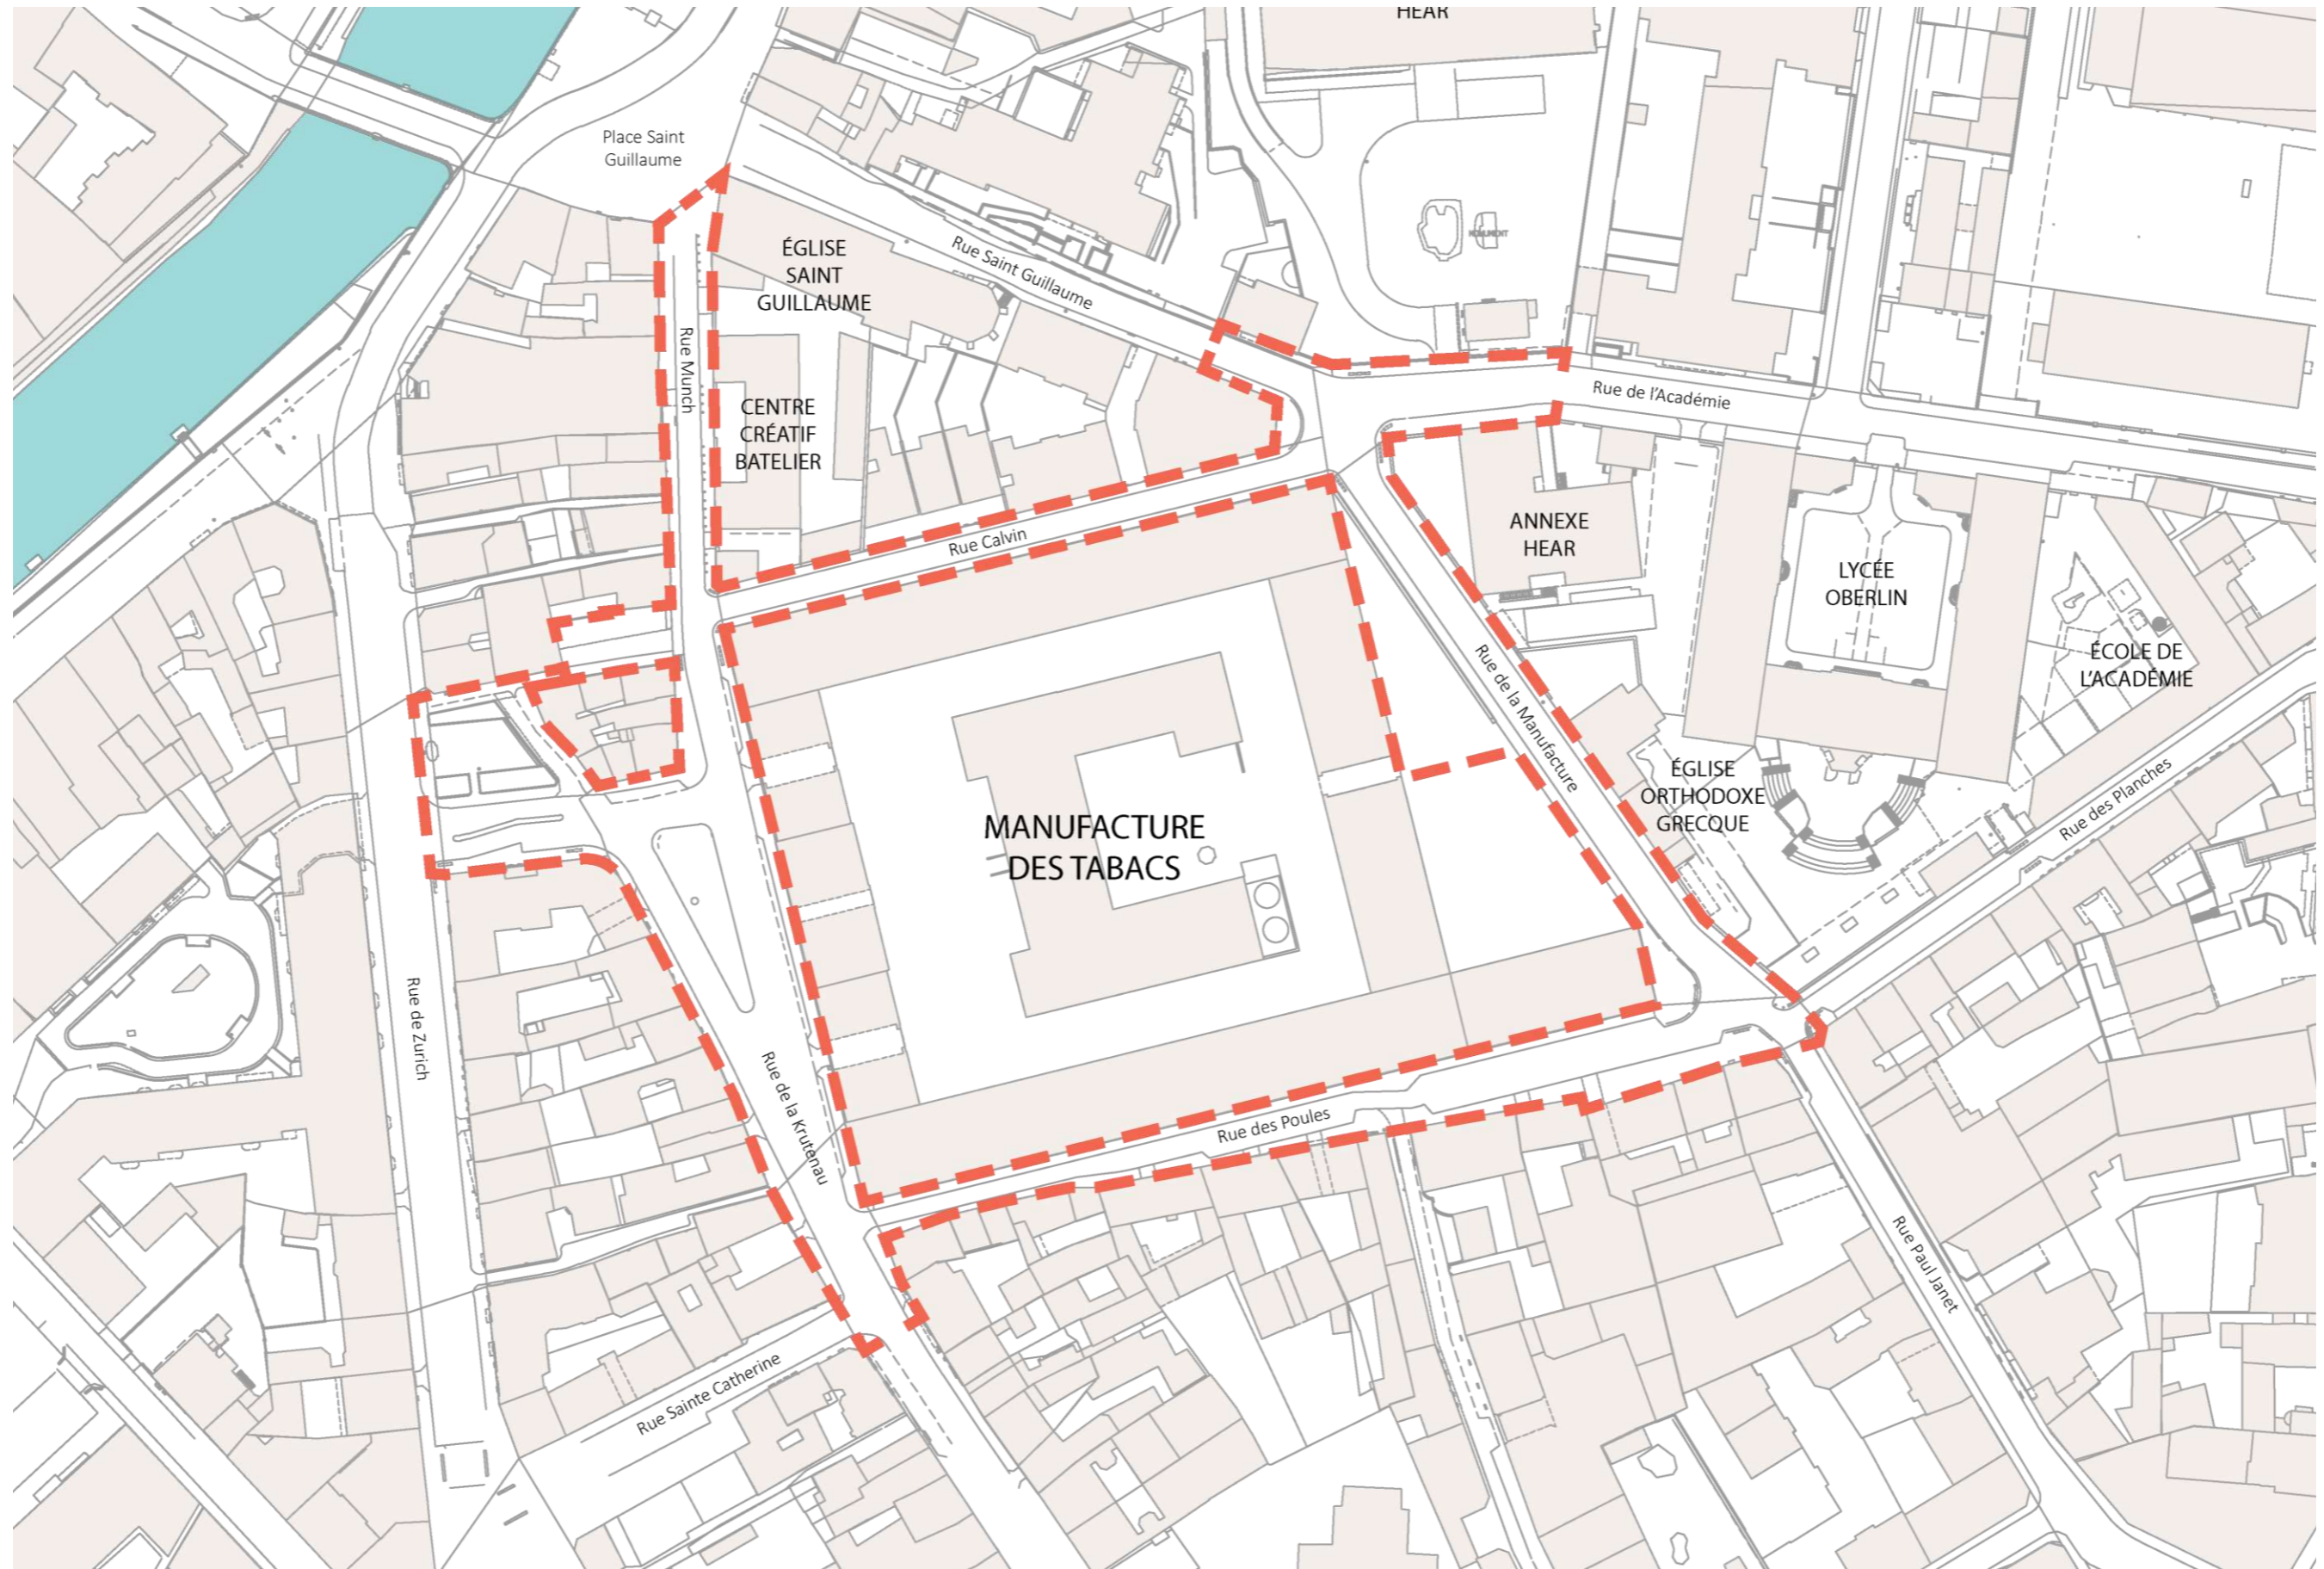 HEAR
Place Saint
Guillaume
ÉGLISE
SAINT
GUILLAUME
Rue Saint Guillaume
MONUMENT
Rue Munch
CENTRE
CRÉATIF
BATELIER
Rue de l'Académie
Rue Calvin
ANNEXE
HEAR
LYCÉE
OBERLIN
ÉCOLE DE
L'ACADÉMIE
Rue de la Manufacture
ÉGLISE
ORTHODOXE
GRECQUE
Rue des Planches
MANUFACTURE
DES TABACS
Rue de Zurich
Rue de la Krutenau
Rue des Poules
Rue Paul Janet
Rue Sainte Catherine